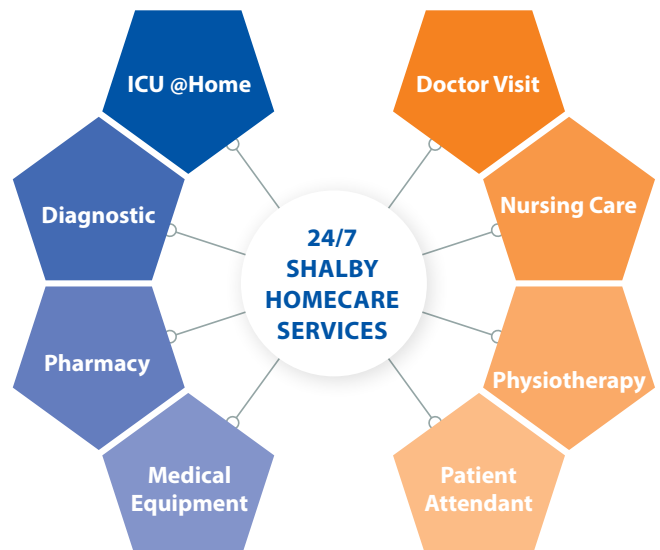 ICU @Home
Doctor Visit
Diagnostic
Nursing Care
24/7
SHALBY
HOMECARE
SERVICES
Pharmacy
Physiotherapy
Medical
Equipment
Patient
Attendant